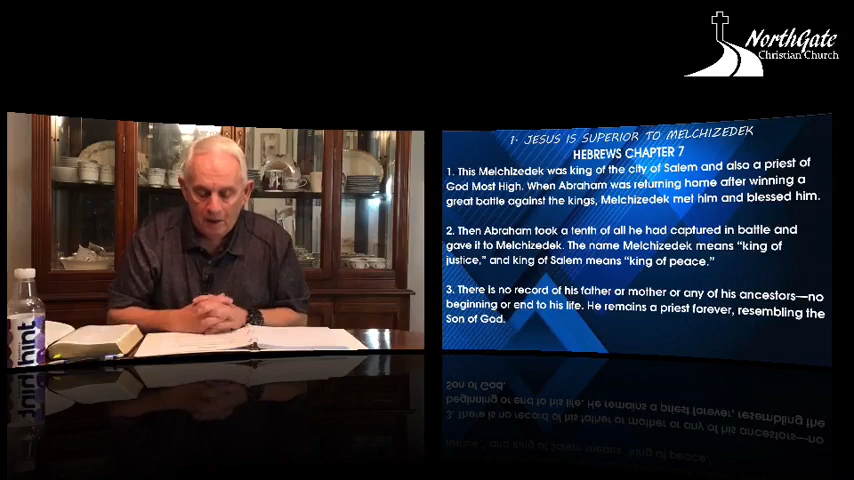 NorthGate
Christian Church
1. JESUS IS SUPERIOR TO MELCHIZEDEK
HEBREWS CHAPTER 7
1. This Melchizedek was king of the city of Salem and also a priest of
God Most High. When Abraham was returning home after winning a
great battle against the kings, Melchizedek met him and blessed him.
2. Then Abraham took a tenth of all he had captured in battle and
gave it to Melchizedek. The name Melchizedek means “king of
justice,” and king of Salem means “king of peace.”
3. There is no record of his father or mother or any of his ancestors—no
beginning or end to his life. He remains a priest forever, resembling the
Son of God.
hint